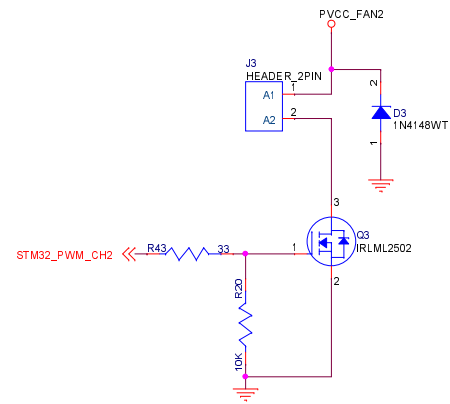 PVCC_FAN2
J3
HEADER_2PIN
A1
1
A2
2
2
D3
1N4148WT
1
3
Q3
IRLML2502
1
2
STM32_PWM_CH2
R43
33
R20
10K